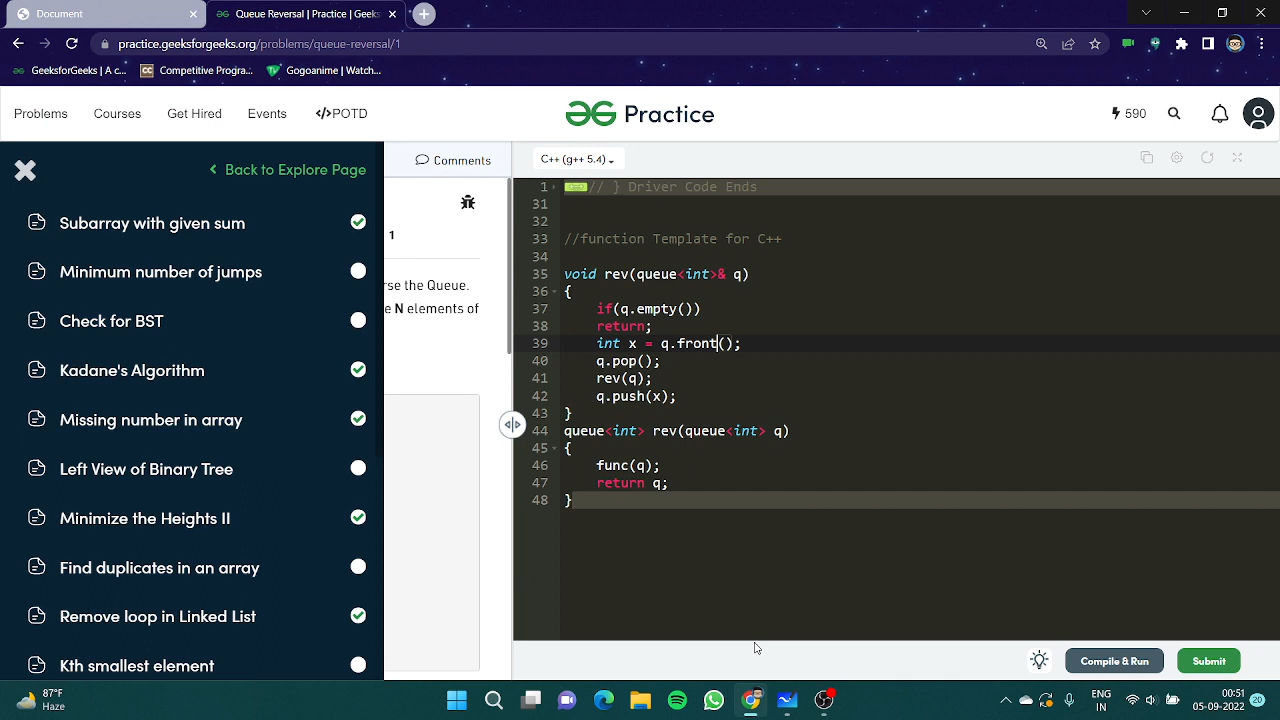 Document
Queue Reversal | Practice | Geeks
practice.geeksforgeeks.org/problems/queue-reversal/1
GeeksforGeeks | A c...
CC Competitive Progra...
Gogoanime | Watch...
Problems
Courses
Get Hired
Events
</>POTD
Practice
590
Back to Explore Page
Subarray with given sum
Minimum number of jumps
Check for BST
Kadane's Algorithm
Missing number in array
Left View of Binary Tree
Minimize the Heights II
Find duplicates in an array
Remove loop in Linked List
Kth smallest element
Comments
1
rse the Queue.
e N elements of
C++ (g++ 5.4)
1 // } Driver Code Ends
31
32
33 //function Template for C++
34
35 void rev(queue<int>& q)
36 {
37 if(q.empty())
38 return;
39 int x = q.front();
40 q.pop();
41 rev(q);
42 q.push(x);
43 }
44 queue<int> rev(queue<int> q)
45 {
46 func(q);
47 return q;
48 }
Compile & Run
Submit
87°F
Haze
ENG
IN
00:51
05-09-2022
20